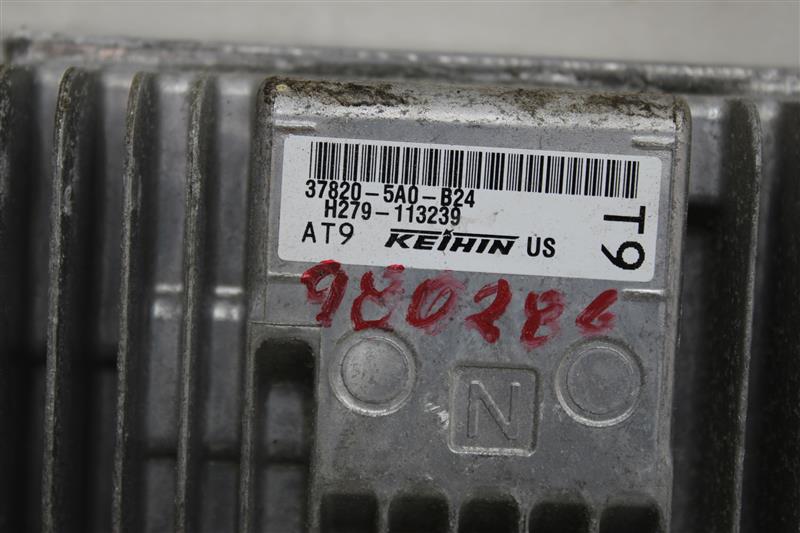 37820-5A0-B24
H279-113239
AT9 KEIHIN US
T9
980286
N